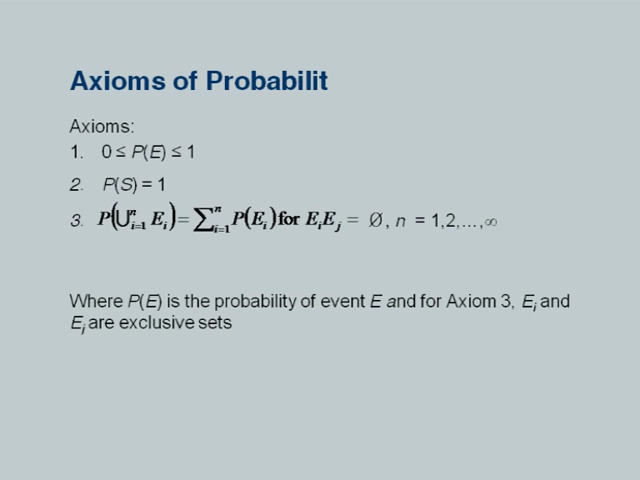 Axioms of Probabilit
Axioms:
1. 0 ≤ P(E) ≤ 1
2. P(S) = 1
3. P(⋃ⁿᵢ₌₁ Eᵢ) = ∑ⁿᵢ₌₁ P(Eᵢ) for EᵢEⱼ = Ø, n = 1,2,...,∞
Where P(E) is the probability of event E and for Axiom 3, Eᵢ and
Eⱼ are exclusive sets